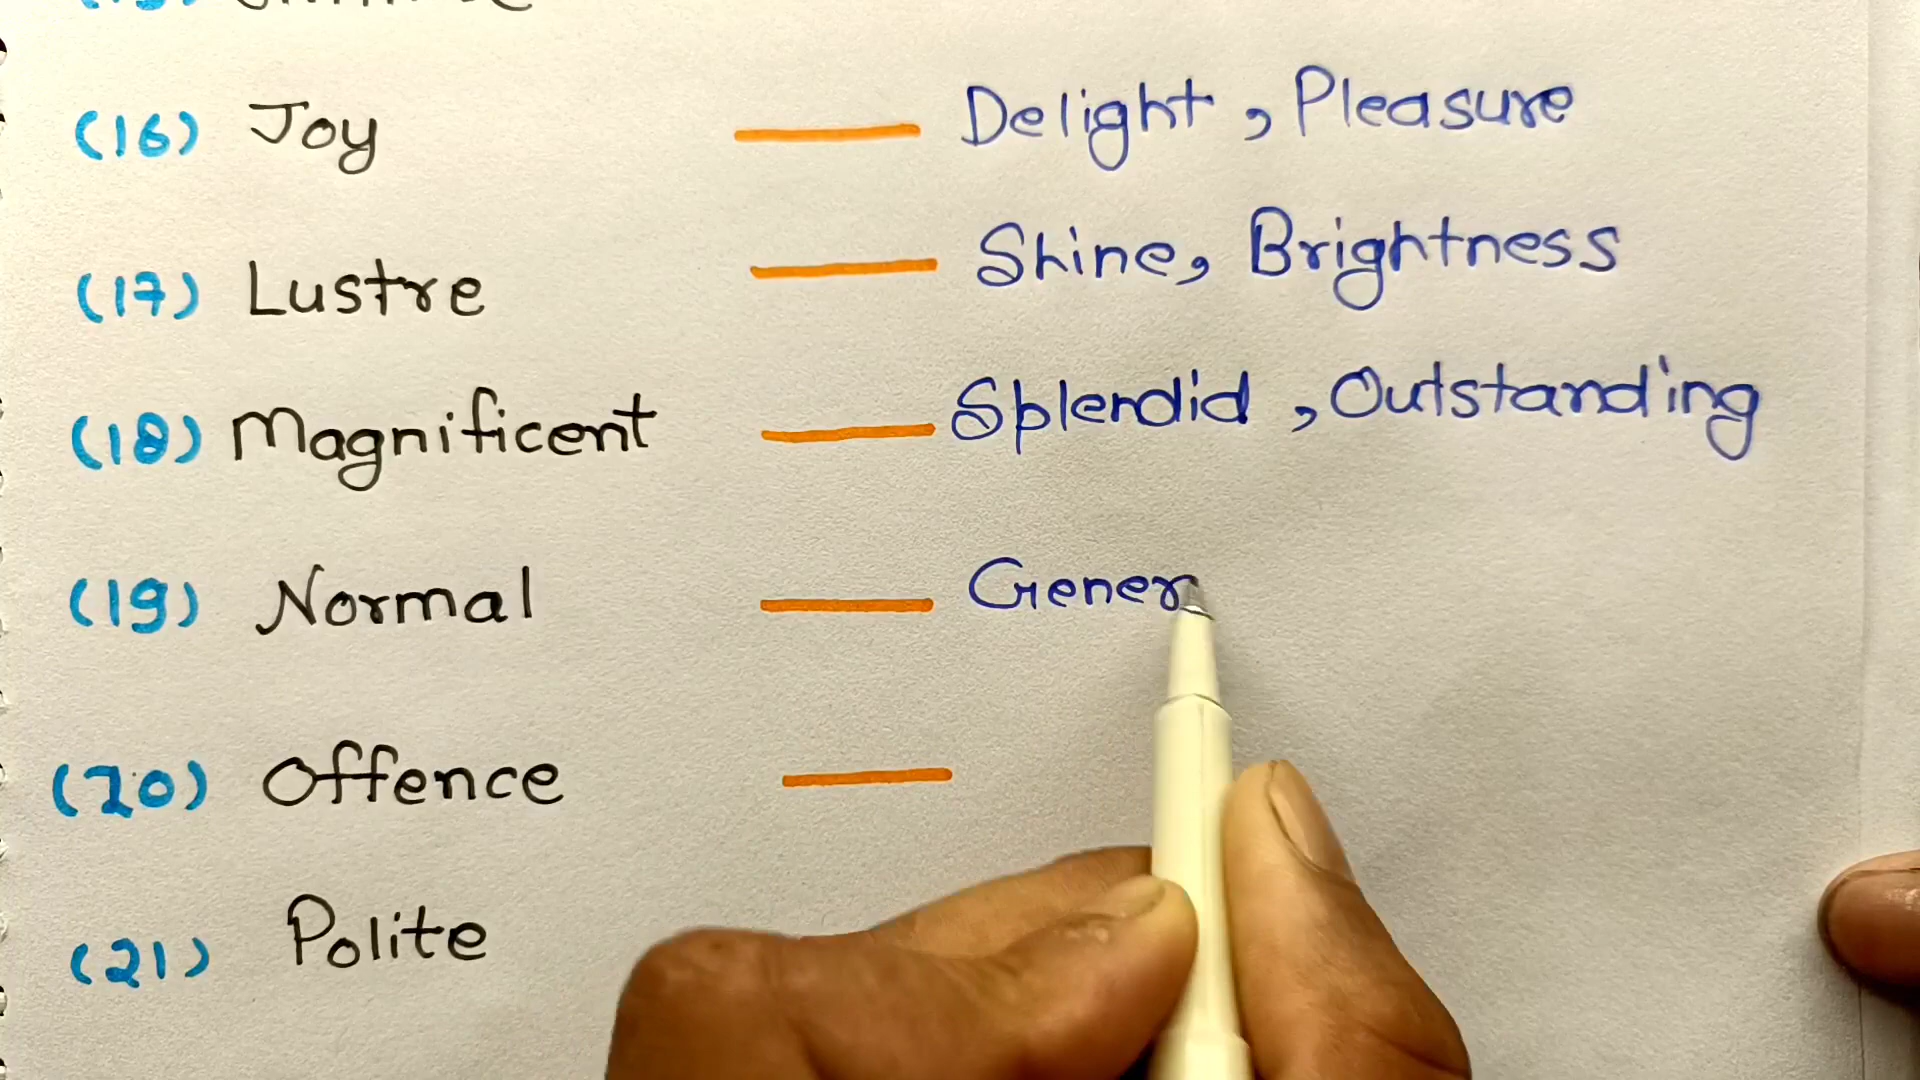 (16) Joy — Delight, Pleasure
(17) Lustre — Shine, Brightness
(18) Magnificent — Splendid, Outstanding
(19) Normal — Gener
(20) Offence —
(21) Polite